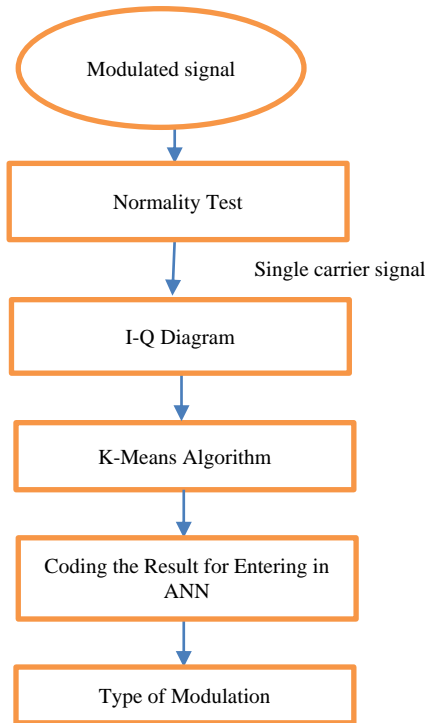 Modulated signal
Normality Test
Single carrier signal
I-Q Diagram
K-Means Algorithm
Coding the Result for Entering in
ANN
Type of Modulation